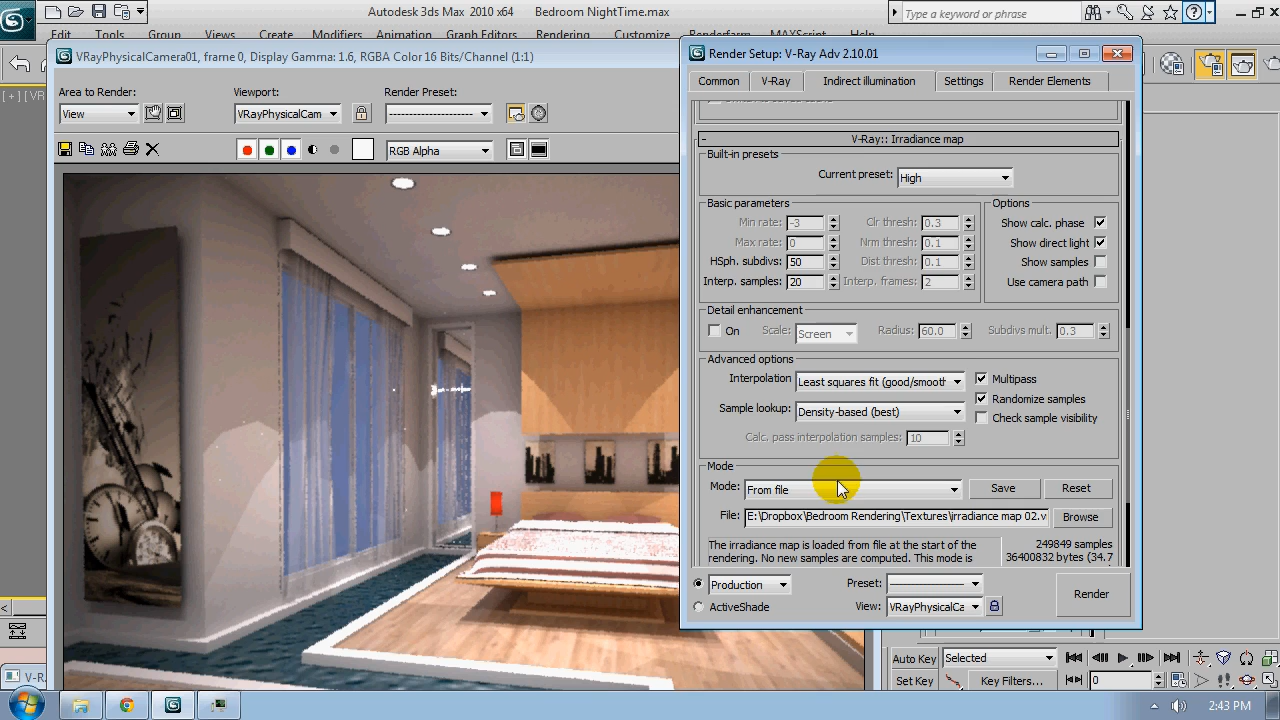 Autodesk 3ds Max 2010 x64 Bedroom NightTime.max
Type a keyword or phrase
Edit Tools Group Views Create Modifiers Animation Graph Editors Rendering Customize Renderfarm MAXScript Help
VRayPhysicalCamera01, frame 0, Display Gamma: 1.6, RGBA Color 16 Bits/Channel (1:1)
Area to Render:
View
Viewport:
VRayPhysicalCam
Render Preset:
RGB Alpha
[ + ] [ VR
Render Setup: V-Ray Adv 2.10.01
Common V-Ray Indirect illumination Settings Render Elements
V-Ray:: Irradiance map
Built-in presets
Current preset: High
Basic parameters
Min rate: -3 Clr thresh: 0.3
Max rate: 0 Nrm thresh: 0.1
HSph. subdivs: 50 Dist thresh: 0.1
Interp. samples: 20 Interp. frames: 2
Options
Show calc. phase
Show direct light
Show samples
Use camera path
Detail enhancement
On Scale: Screen Radius: 60.0 Subdivs mult. 0.3
Advanced options
Interpolation Least squares fit (good/smooth
Multipass
Randomize samples
Sample lookup: Density-based (best)
Check sample visibility
Calc. pass interpolation samples: 10
Mode
Mode: From file Save Reset
File: E:\Dropbox\Bedroom Rendering\Textures\irradiance map 02.v Browse
The irradiance map is loaded from file at the start of the
rendering. No new samples are computed. This mode is
249849 samples
36400832 bytes (34.7
Production
ActiveShade
Preset:
View: VRayPhysicalCa
Render
Auto Key Selected
Set Key Key Filters... 0
V-R
2:43 PM